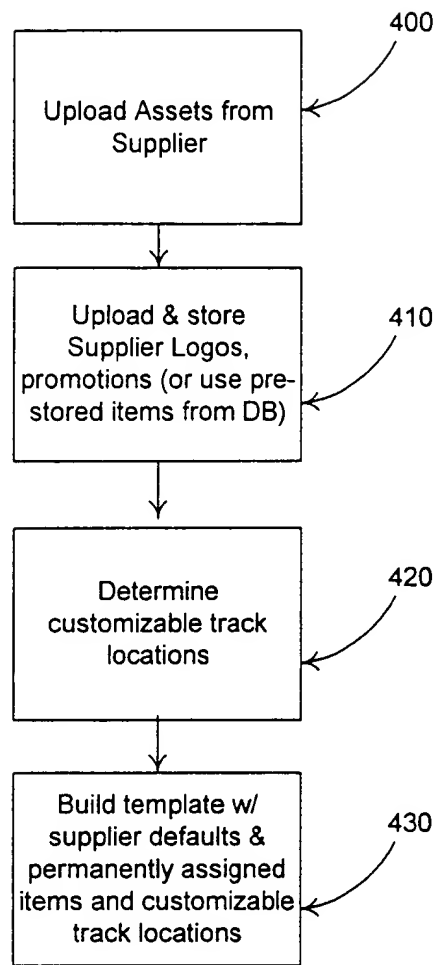 400
Upload Assets from
Supplier
410
Upload & store
Supplier Logos,
promotions (or use pre-
stored items from DB)
420
Determine
customizable track
locations
430
Build template w/
supplier defaults &
permanently assigned
items and customizable
track locations